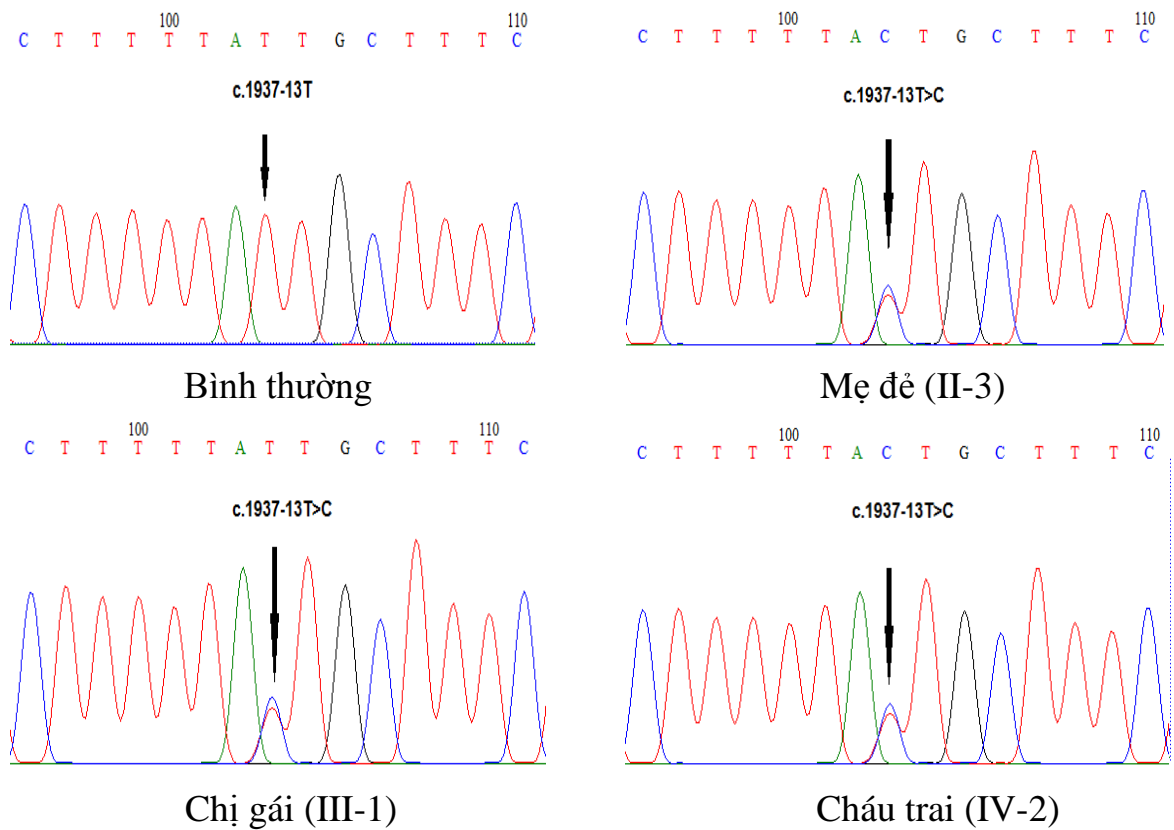 100 110
C T T T T T A T T G C T T T C
c.1937-13T
Bình thường
100 110
C T T T T T A C T G C T T T C
c.1937-13T>C
Mẹ đẻ (II-3)
100 110
C T T T T T A T T G C T T T C
c.1937-13T>C
Chị gái (III-1)
100 110
C T T T T T A C T G C T T T C
c.1937-13T>C
Cháu trai (IV-2)